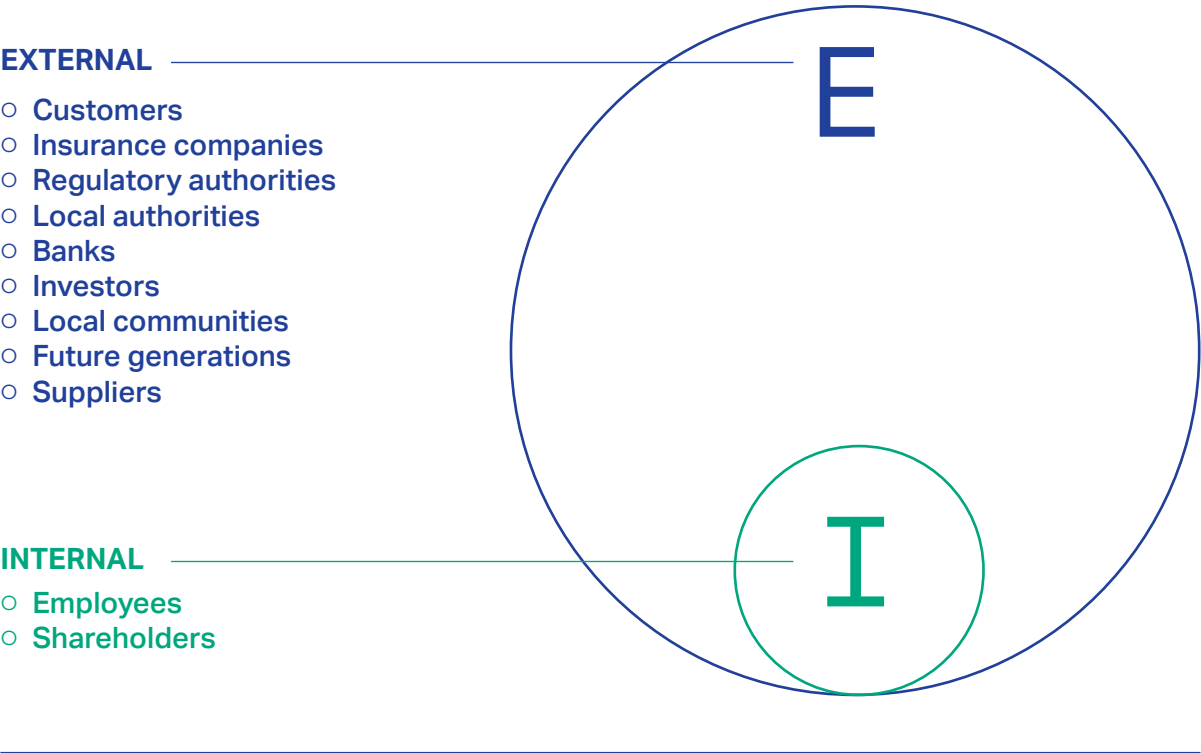 EXTERNAL
E
○ Customers
○ Insurance companies
○ Regulatory authorities
○ Local authorities
○ Banks
○ Investors
○ Local communities
○ Future generations
○ Suppliers
INTERNAL
I
○ Employees
○ Shareholders